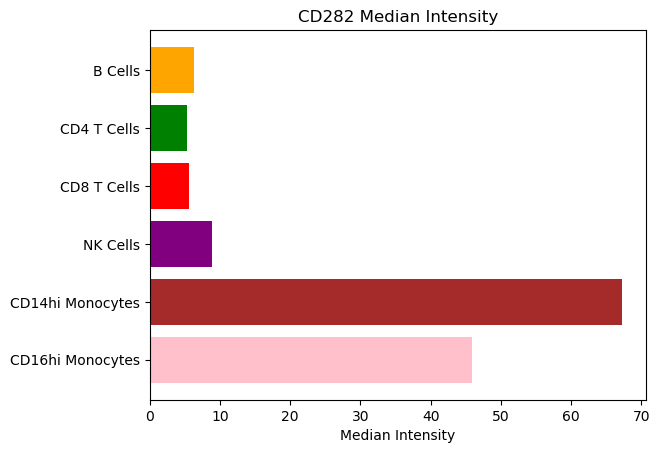 CD282 Median Intensity
B Cells
CD4 T Cells
CD8 T Cells
NK Cells
CD14hi Monocytes
CD16hi Monocytes
0 10 20 30 40 50 60 70
Median Intensity